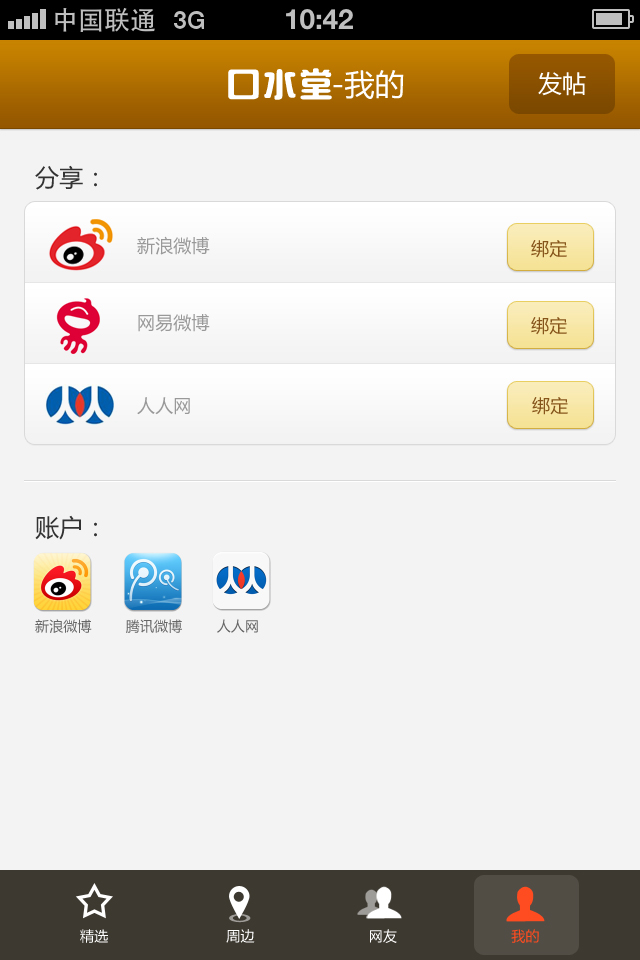 中国联通 3G 10:42
口水堂-我的
发帖
分享：
新浪微博
绑定
网易微博
绑定
人人网
绑定
账户：
新浪微博 腾讯微博 人人网
精选 周边 网友 我的